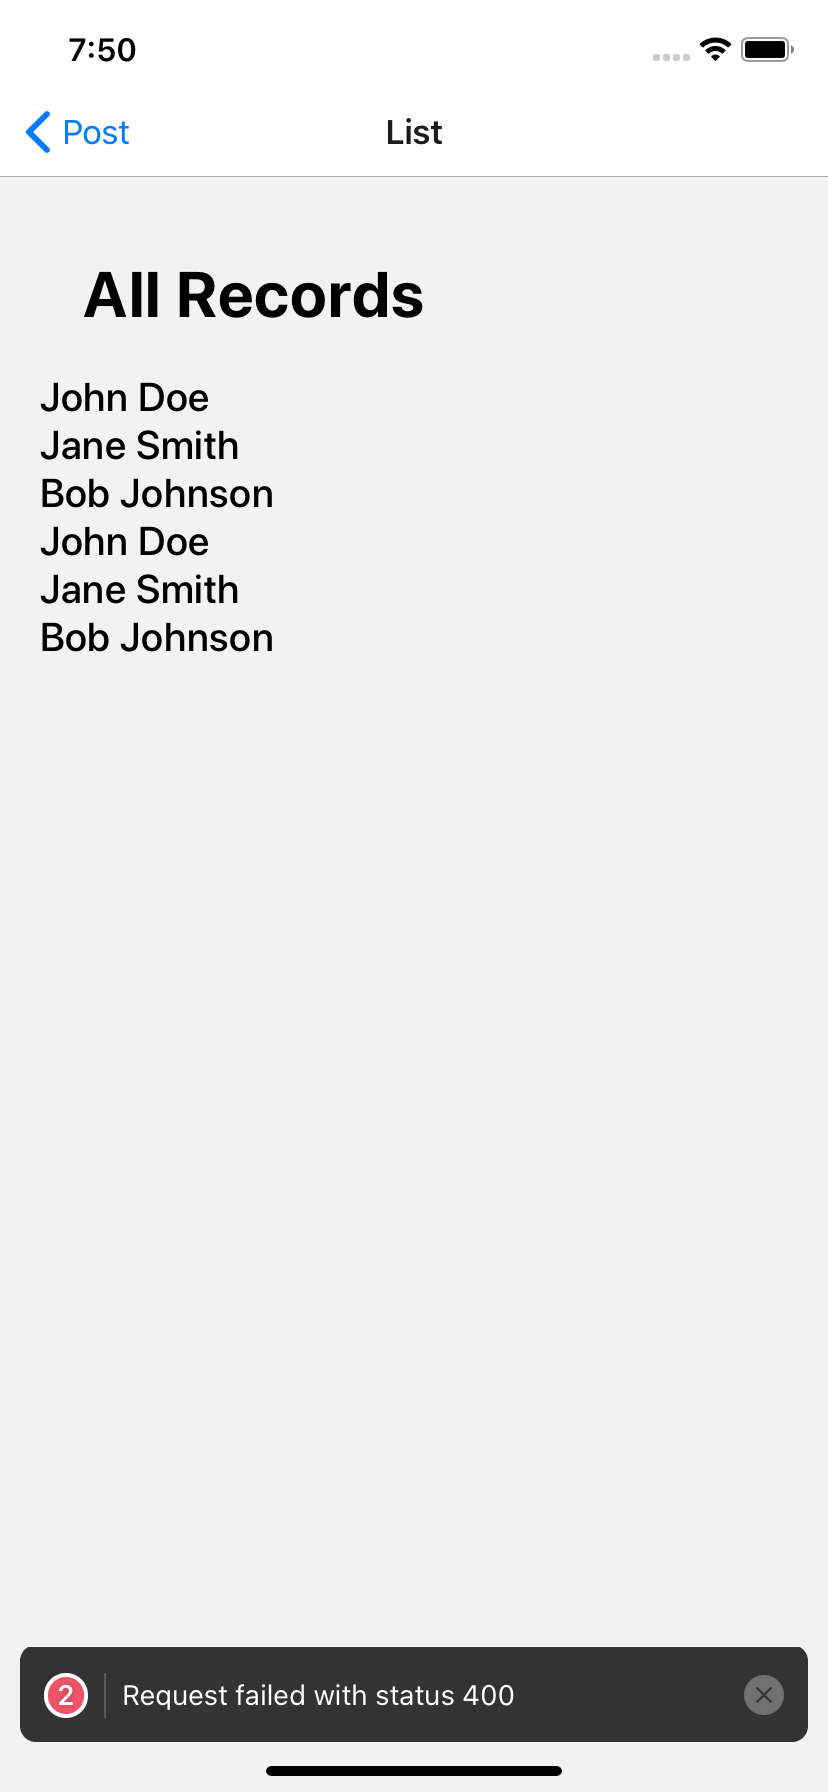 7:50
Post
List
All Records
John Doe
Jane Smith
Bob Johnson
John Doe
Jane Smith
Bob Johnson
2 Request failed with status 400